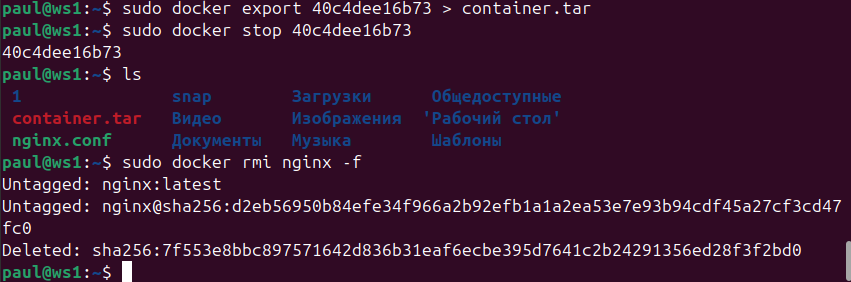 paul@ws1:~$ sudo docker export 40c4dee16b73 > container.tar
paul@ws1:~$ sudo docker stop 40c4dee16b73
40c4dee16b73
paul@ws1:~$ ls
1 snap Загрузки Общедоступные
container.tar Видео Изображения 'Рабочий стол'
nginx.conf Документы Музыка Шаблоны
paul@ws1:~$ sudo docker rmi nginx -f
Untagged: nginx:latest
Untagged: nginx@sha256:d2eb56950b84efe34f966a2b92efb1a1a2ea53e7e93b94cdf45a27cf3cd47
fc0
Deleted: sha256:7f553e8bbc897571642d836b31eaf6ecbe395d7641c2b24291356ed28f3f2bd0
paul@ws1:~$